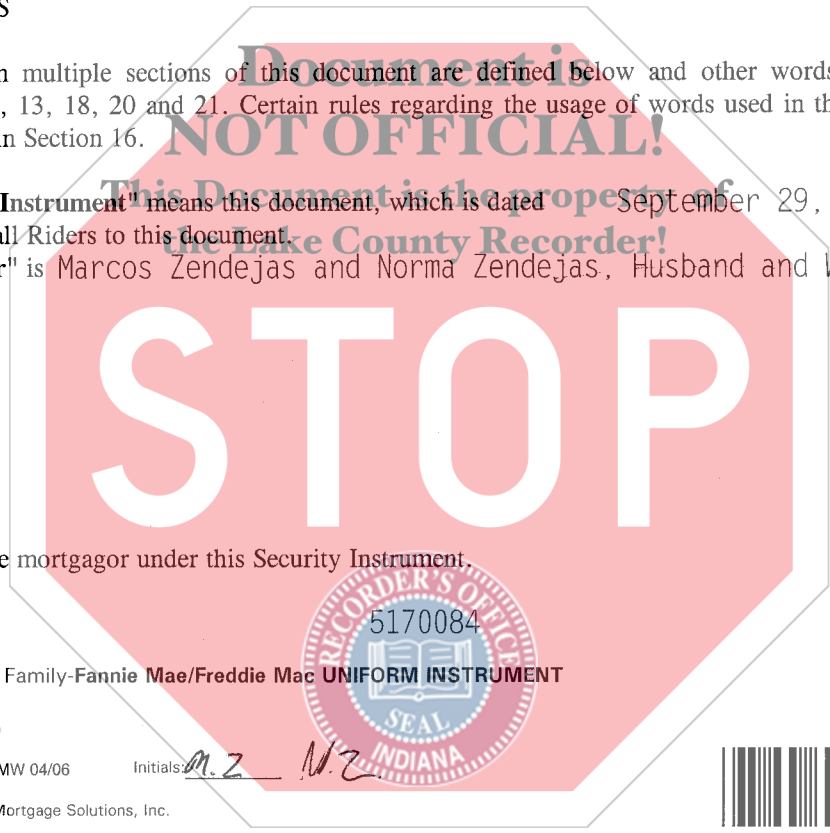 S
Document is
n multiple sections of this document are defined below and other words
, 13, 18, 20 and 21. Certain rules regarding the usage of words used in th
NOT OFFICIAL!
in Section 16.
This Document is the property of
Instrument" means this document, which is dated September 29,
all Riders to this document.
the Lake County Recorder!
r" is Marcos Zendejas and Norma Zendejas, Husband and W
STOP
e mortgagor under this Security Instrument.
RECORDER'S OFFICE
5170084
Family-Fannie Mae/Freddie Mac UNIFORM INSTRUMENT
SEAL
INDIANA
MW 04/06 Initials: M.Z N.Z.
Mortgage Solutions, Inc.